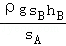 ρ g s_B h_B
s_A